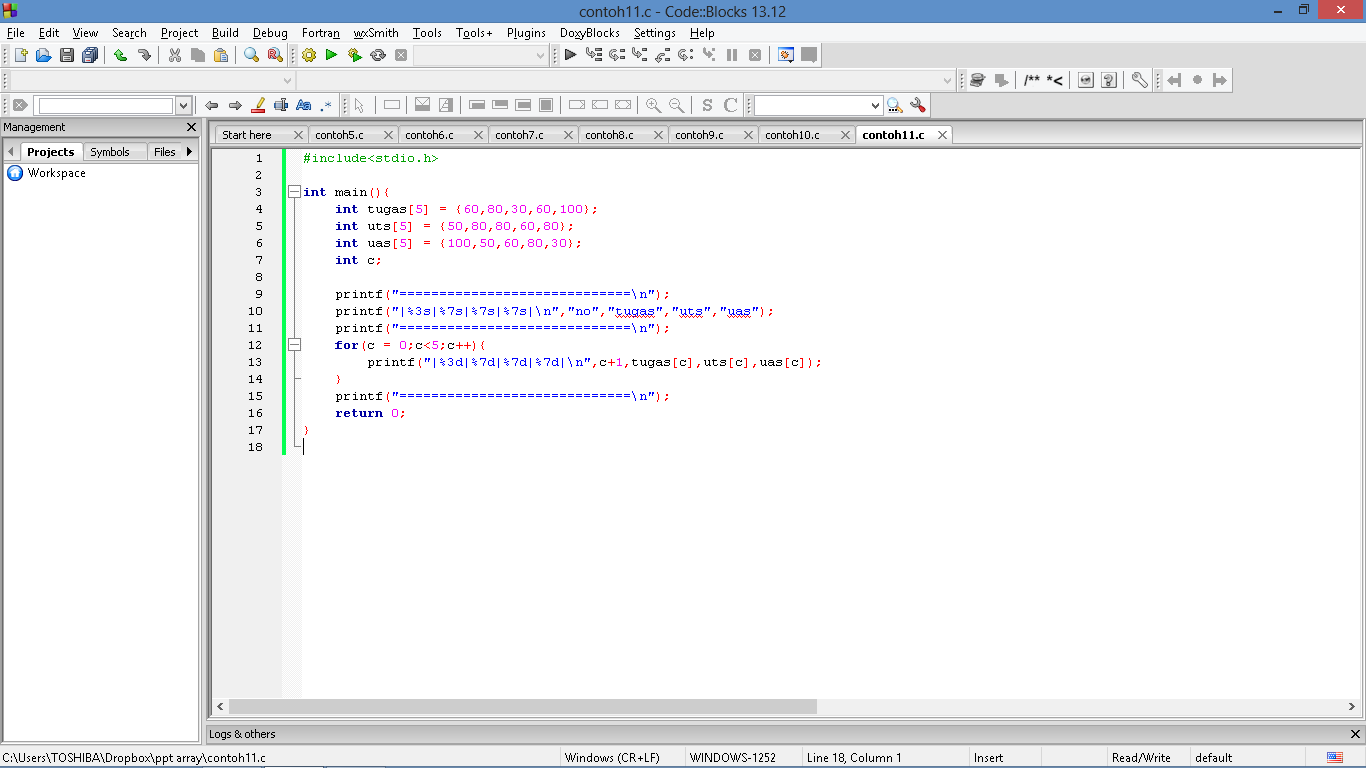 contoh11.c - Code::Blocks 13.12
File Edit View Search Project Build Debug Fortran wxSmith Tools Tools+ Plugins DoxyBlocks Settings Help
/** *<
Aa .* S C
Management
Projects Symbols Files
Workspace
Start here contoh5.c contoh6.c contoh7.c contoh8.c contoh9.c contoh10.c contoh11.c
1 #include<stdio.h>
2
3 int main(){
4     int tugas[5] = {60,80,30,60,100};
5     int uts[5] = {50,80,80,60,80};
6     int uas[5] = {100,50,60,80,30};
7     int c;
8
9     printf("=============================\n");
10     printf("|%3s|%7s|%7s|%7s|\n","no","tugas","uts","uas");
11     printf("=============================\n");
12     for(c = 0;c<5;c++){
13         printf("|%3d|%7d|%7d|%7d|\n",c+1,tugas[c],uts[c],uas[c]);
14     }
15     printf("=============================\n");
16     return 0;
17 }
18
Logs & others
C:\Users\TOSHIBA\Dropbox\ppt array\contoh11.c Windows (CR+LF) WINDOWS-1252 Line 18, Column 1 Insert Read/Write default